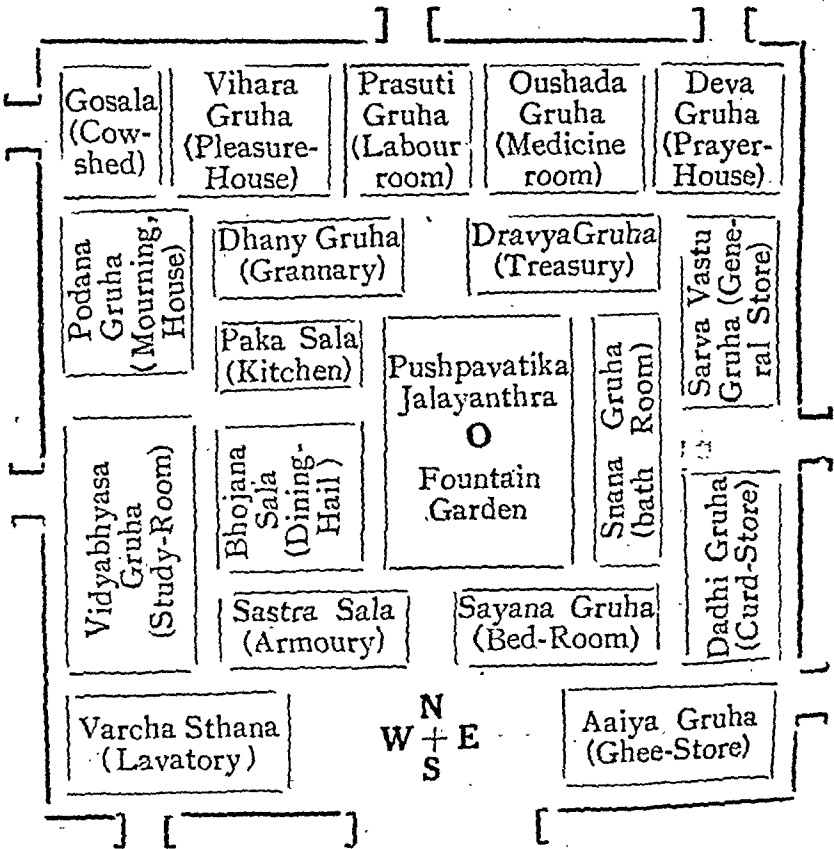 Gosala
(Cow-
shed)
Vihara
Gruha
(Pleasure-
House)
Prasuti
Gruha
(Labour
room)
Oushada
Gruha
(Medicine
room)
Deva
Gruha
(Prayer-
House)
Podana
Gruha
(Mourning,
House)
Dhany Gruha
(Grannary)
DravyaGruha
(Treasury)
Sarva Vastu
Gruha (Gene-
ral Store)
Paka Sala
(Kitchen)
Pushpavatika
Jalayanthra
O
Fountain
Garden
Snana Gruha
(bath Room)
Vidyabhyasa
Gruha
(Study-Room)
Bhojana
Sala
(Dining-
Hail)
Dadhi Gruha
(Curd-Store)
Sastra Sala
(Armoury)
Sayana Gruha
(Bed-Room)
Varcha Sthana
(Lavatory)
N
W + E
S
Aaiya Gruha
(Ghee-Store)